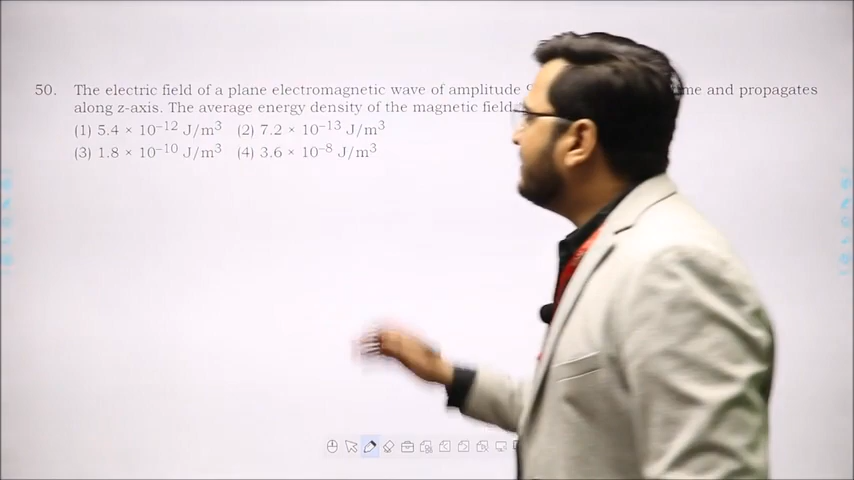 50. The electric field of a plane electromagnetic wave of amplitude me and propagates
along z-axis. The average energy density of the magnetic field
(1) 5.4 × 10⁻¹² J/m³ (2) 7.2 × 10⁻¹³ J/m³
(3) 1.8 × 10⁻¹⁰ J/m³ (4) 3.6 × 10⁻⁸ J/m³